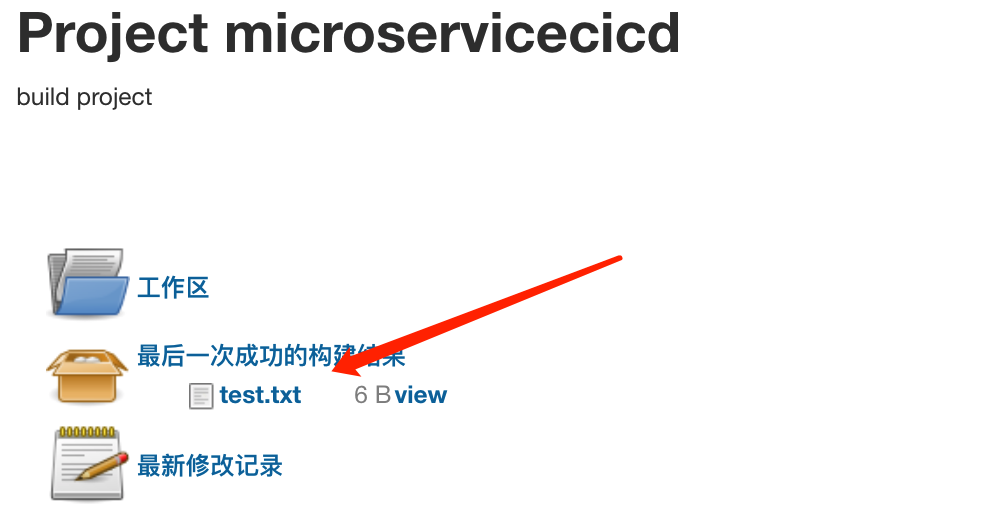 Project microservicecicd
build project
工作区
最后一次成功的构建结果
test.txt 6 B view
最新修改记录